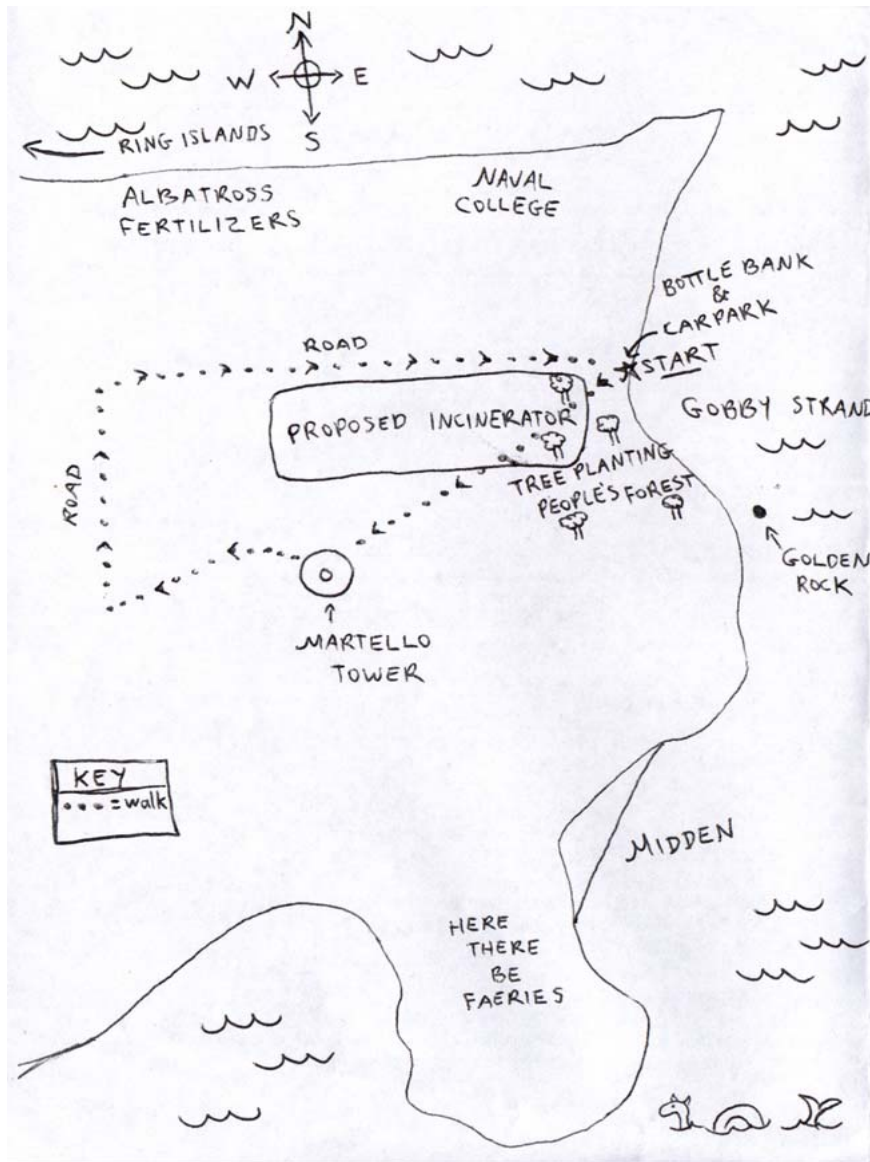 N
W E
S
RING ISLANDS
ALBATROSS
FERTILIZERS
NAVAL
COLLEGE
BOTTLE BANK
&
CARPARK
START
ROAD
PROPOSED INCINERATOR
GOBBY STRAND
TREE PLANTING
PEOPLE'S FOREST
ROAD
GOLDEN
ROCK
MARTELLO
TOWER
KEY
= walk
MIDDEN
HERE
THERE
BE
FAERIES